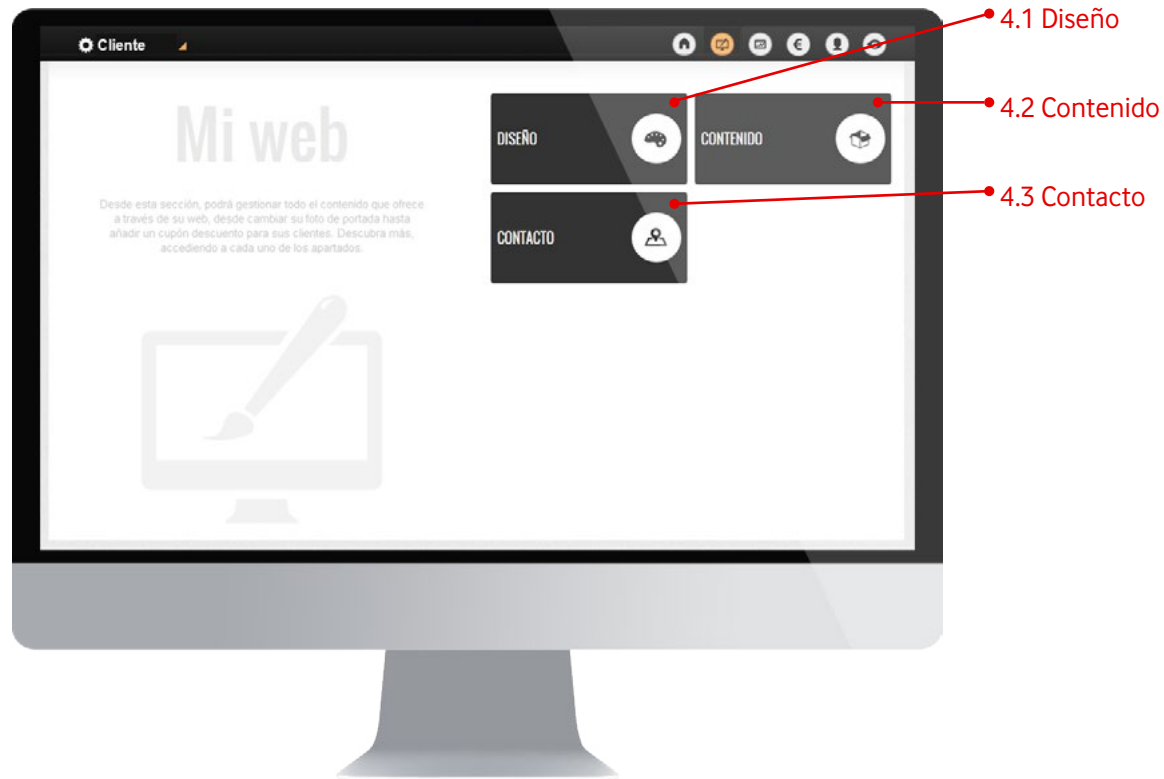 4.1 Diseño
Cliente
Mi web
DISEÑO
CONTENIDO
4.2 Contenido
4.3 Contacto
Desde esta sección, podrá gestionar todo el contenido que ofrece
a través de su web, desde cambiar su foto de portada hasta
añadir un cupón descuento para sus clientes. Descubra más,
accediendo a cada uno de los apartados.
CONTACTO